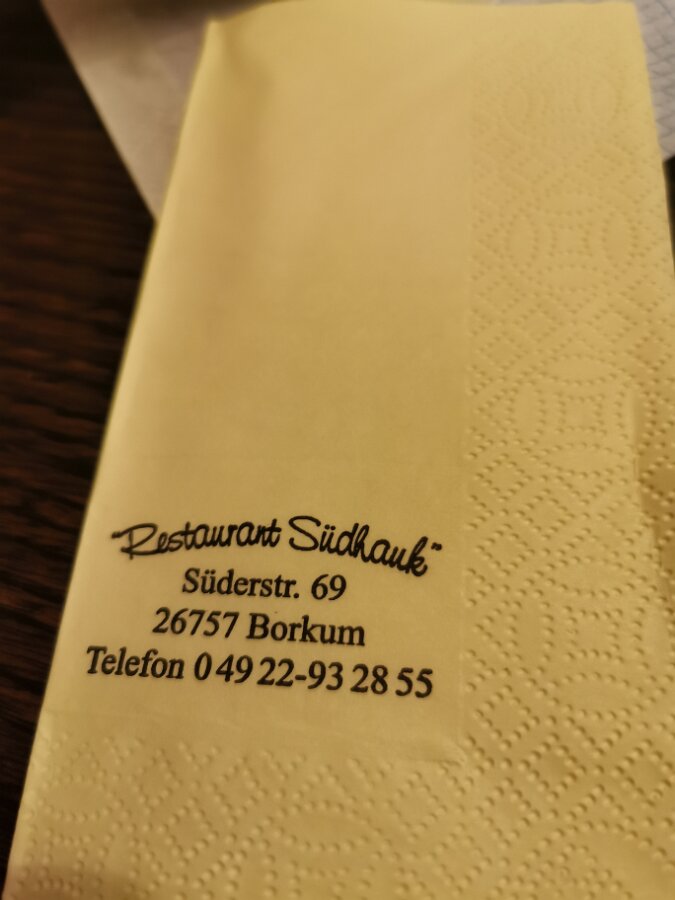 "Restaurant Südhauk"
Süderstr. 69
26757 Borkum
Telefon 0 49 22-93 28 55